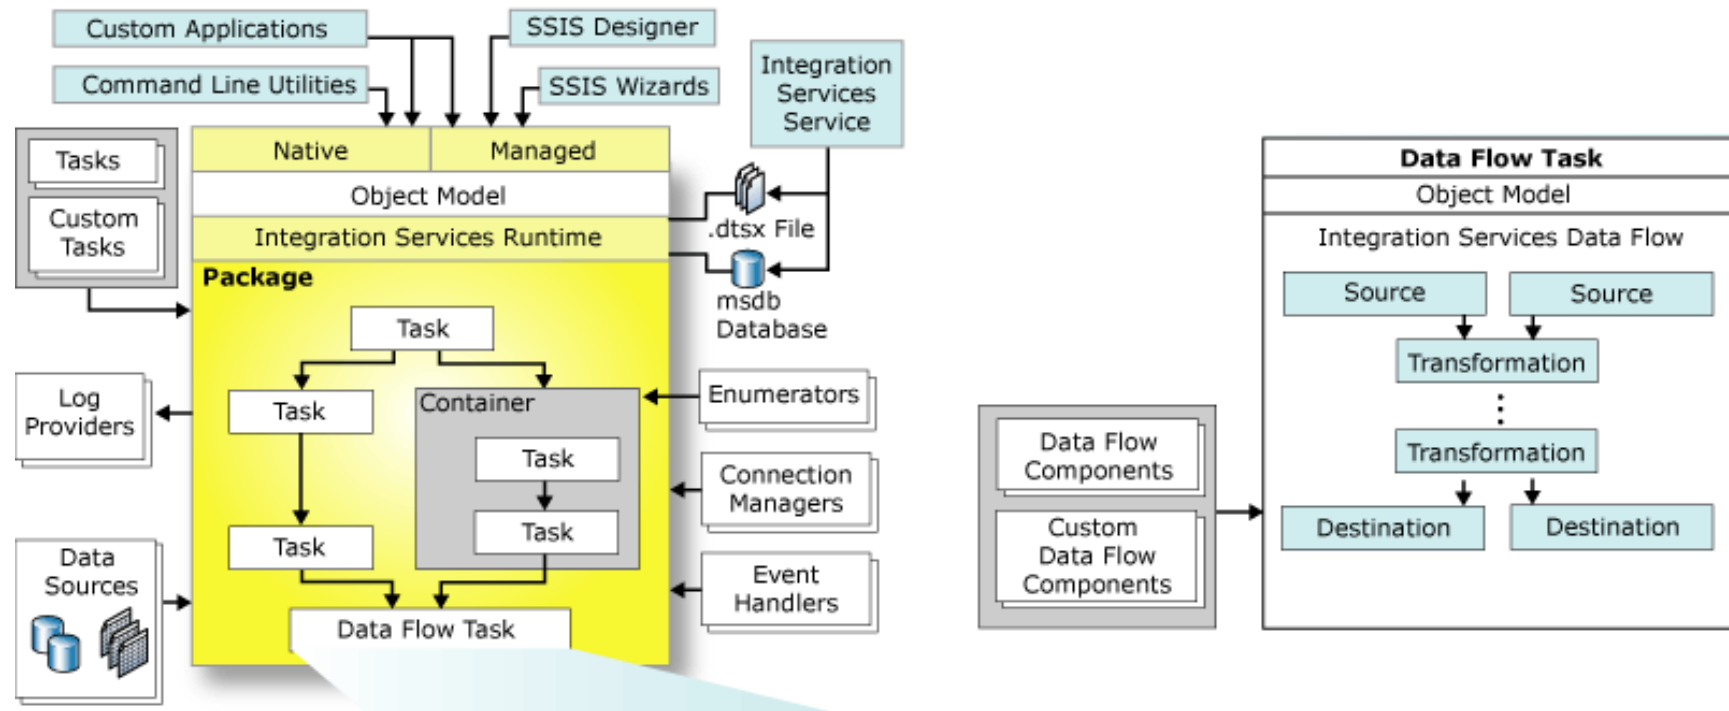 Custom Applications
SSIS Designer
Command Line Utilities
SSIS Wizards
Integration
Services
Service
Tasks
Custom
Tasks
Native
Managed
Object Model
Integration Services Runtime
.dtsx File
msdb
Database
Package
Task
Task
Container
Task
Task
Task
Data Flow Task
Log
Providers
Data
Sources
Enumerators
Connection
Managers
Event
Handlers
Data Flow
Components
Custom
Data Flow
Components
Data Flow Task
Object Model
Integration Services Data Flow
Source
Source
Transformation
Transformation
Destination
Destination